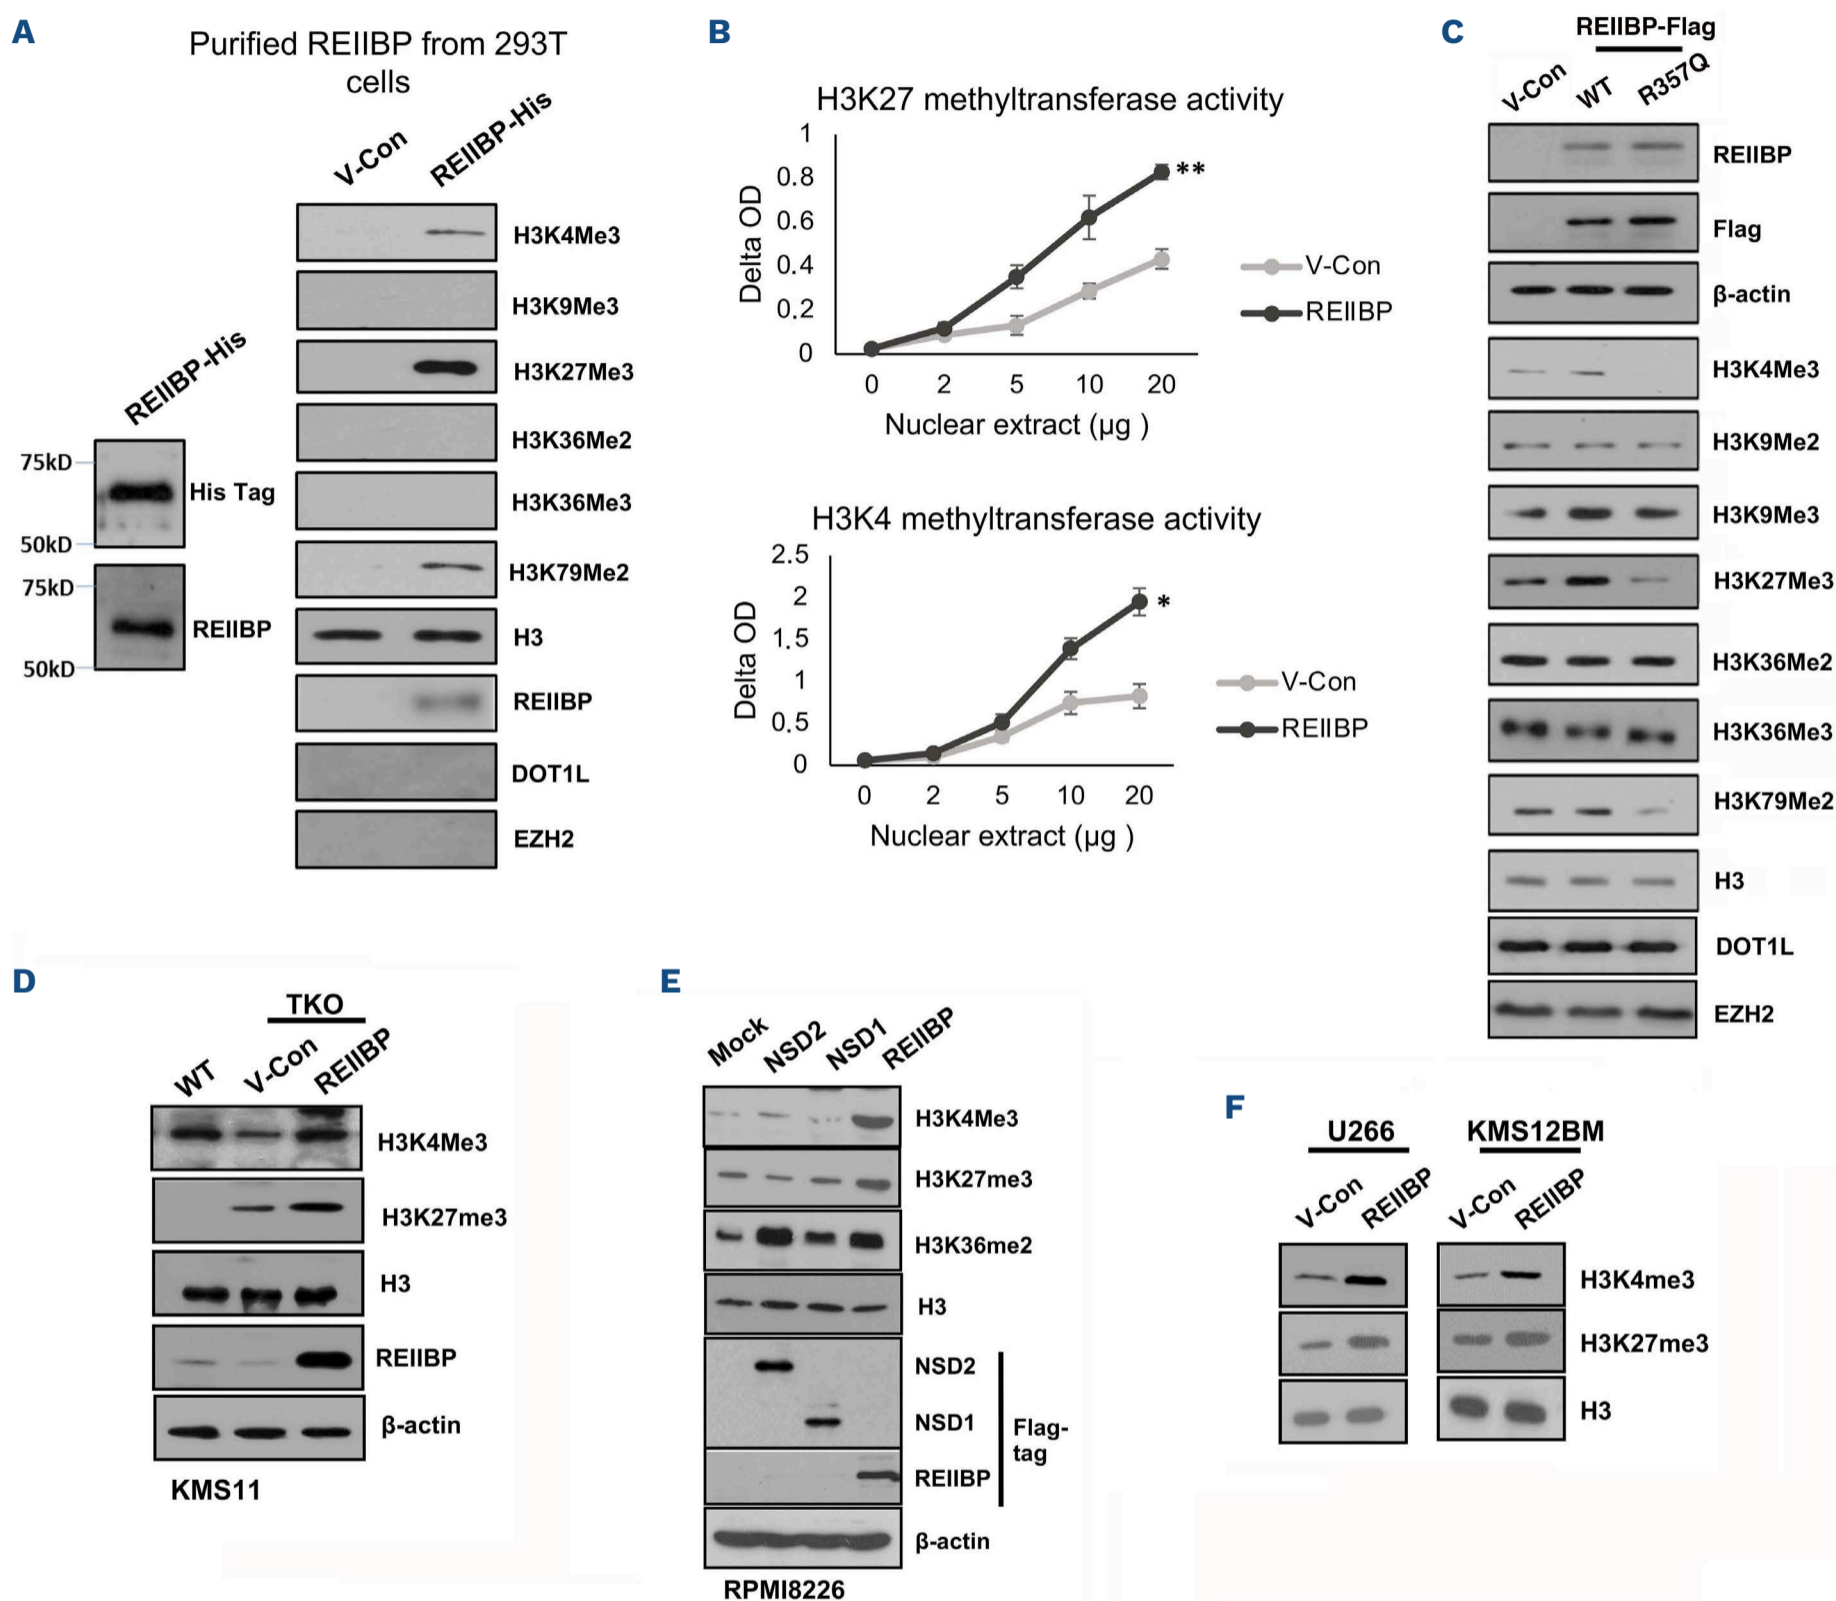 A
Purified REIIBP from 293T
cells
V-Con
REIIBP-His
REIIBP-His
75kD
His Tag
50kD
75kD
REIIBP
50kD
H3K4Me3
H3K9Me3
H3K27Me3
H3K36Me2
H3K36Me3
H3K79Me2
H3
REIIBP
DOT1L
EZH2
B
H3K27 methyltransferase activity
Delta OD
1
0.8
0.6
0.4
0.2
0
**
V-Con
REIIBP
0 2 5 10 20
Nuclear extract (µg )
H3K4 methyltransferase activity
Delta OD
2.5
2
1.5
1
0.5
0
*
V-Con
REIIBP
0 2 5 10 20
Nuclear extract (µg )
C
REIIBP-Flag
V-Con
WT
R357Q
REIIBP
Flag
β-actin
H3K4Me3
H3K9Me2
H3K9Me3
H3K27Me3
H3K36Me2
H3K36Me3
H3K79Me2
H3
DOT1L
EZH2
D
TKO
WT
V-Con
REIIBP
H3K4Me3
H3K27me3
H3
REIIBP
β-actin
KMS11
E
Mock
NSD2
NSD1
REIIBP
H3K4Me3
H3K27me3
H3K36me2
H3
NSD2
NSD1
REIIBP
Flag-
tag
β-actin
RPMI8226
F
U266
KMS12BM
V-Con
REIIBP
V-Con
REIIBP
H3K4me3
H3K27me3
H3